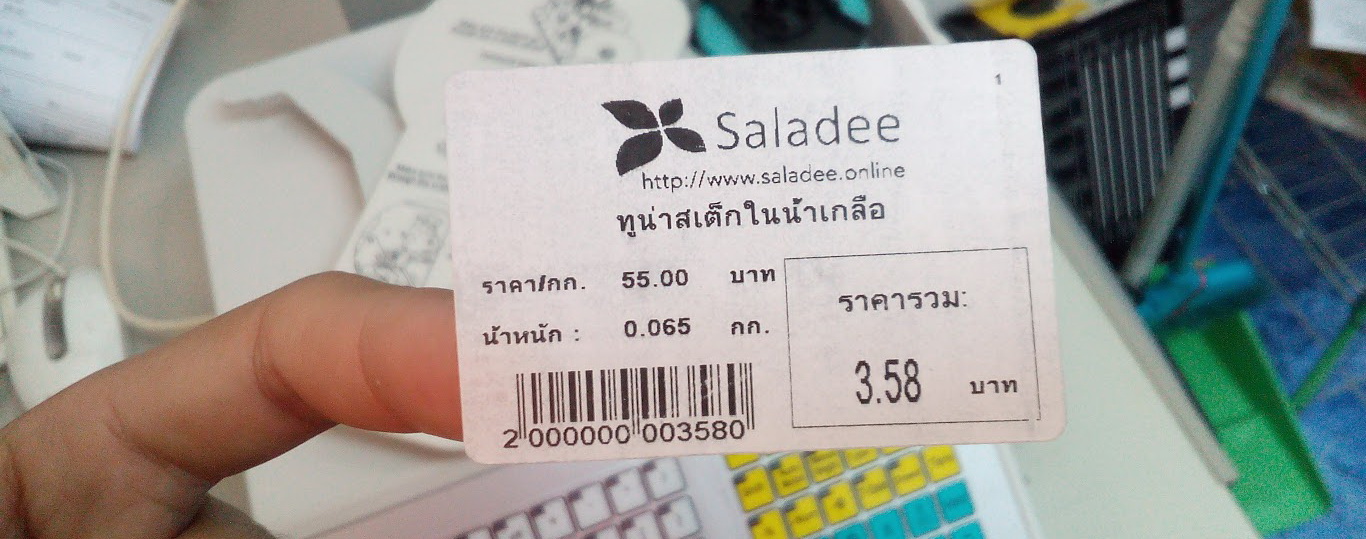 1
Saladee
http://www.saladee.online
ทูน่าสเต็กในน้ำเกลือ
ราคา/กก. 55.00 บาท
น้ำหนัก : 0.065 กก.
ราคารวม:
3.58 บาท
2 000000 003580